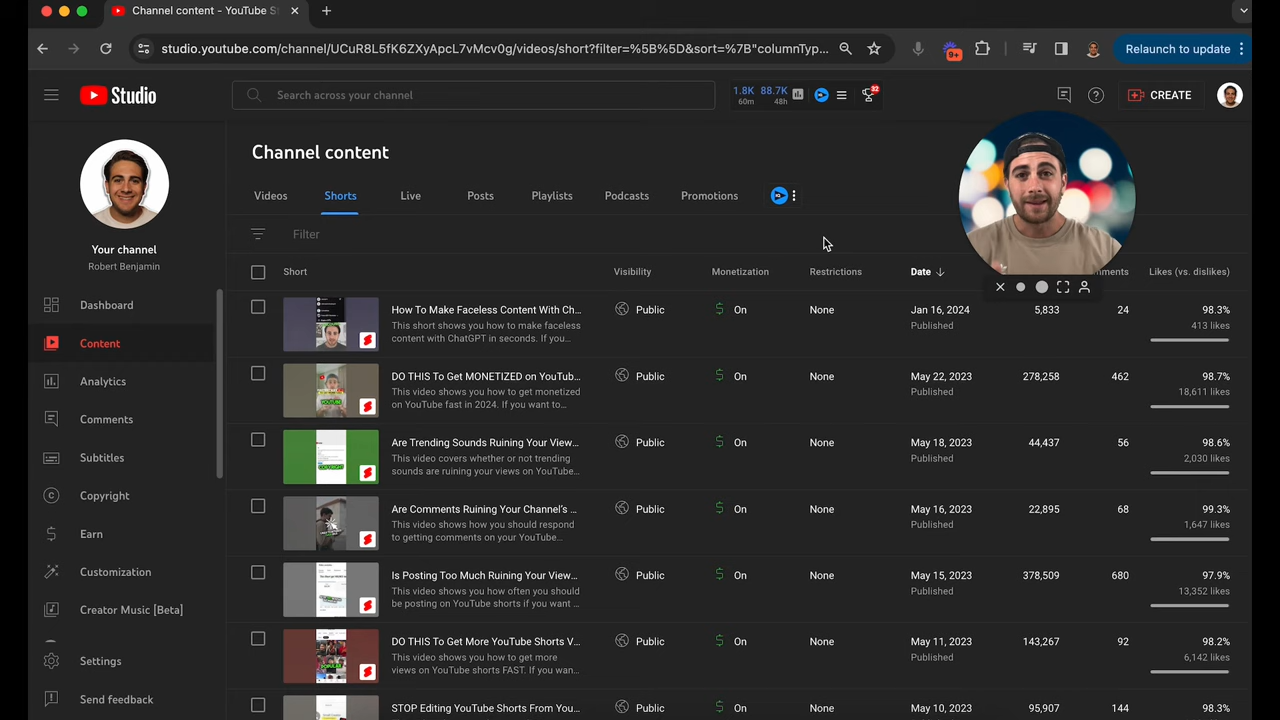 Channel content - YouTube S
studio.youtube.com/channel/UCuR8L5fK6ZXyApcL7vMcv0g/videos/short?filter=%5B%5D&sort=%7B"columnTyp...
9+
Relaunch to update
Studio
Search across your channel
1.8K 88.7K
60m 48h
32
CREATE
Channel content
Videos Shorts Live Posts Playlists Podcasts Promotions
Filter
Your channel
Robert Benjamin
Dashboard
Content
Analytics
Comments
Subtitles
Copyright
Earn
Customization
Creator Music [Beta]
Settings
Send feedback
Short Visibility Monetization Restrictions Date Likes (vs. dislikes)
How To Make Faceless Content With Ch... Public On None Jan 16, 2024 5,833 24 98.3%
This short shows you how to make faceless Published 413 likes
content with ChatGPT in seconds. If you...
DO THIS To Get MONETIZED on YouTub... Public On None May 22, 2023 278,258 462 98.7%
This video shows you how to get monetized Published 18,611 likes
on YouTube fast in 2024. If you want to...
YOUTUBE
Are Trending Sounds Ruining Your View... Public On None May 18, 2023 44,437 56 98.6%
This video covers whether or not trending Published 2,030 likes
sounds are ruining your views on YouTube...
COPYRIGHT
Are Comments Ruining Your Channel's ... Public On None May 16, 2023 22,895 68 99.3%
This video shows how you should respond Published 1,647 likes
to getting comments on your YouTube...
Is Posting Too Much Ruining Your View... Public On None May 15, 2023 97.9%
This video shows you how often you should Published 13,352 likes
be posting on YouTube shorts if you want ...
DO THIS To Get More YouTube Shorts V... Public On None May 11, 2023 143,267 92 98.2%
This video shows you how to get more Published 6,142 likes
views on YouTube shorts FAST. If you wan...
POPULAR
STOP Editing YouTube Shorts From You... Public On None May 10, 2023 144 98.3%